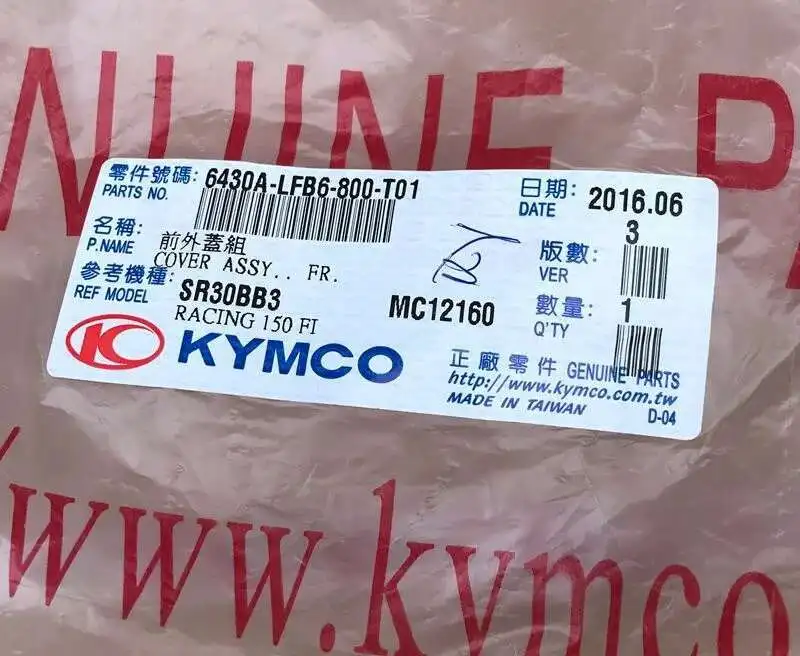 NUINE P
零件號碼: 6430A-LFB6-800-T01
PARTS NO.
日期: 2016.06
DATE
名稱: 前外蓋組
P.NAME COVER ASSY.. FR.
版數: 3
VER
參考機種: SR30BB3
REF MODEL RACING 150 FI
MC12160
數量: 1
Q'TY
KYMCO
正廠零件 GENUINE PARTS
http://www.kymco.com.tw
MADE IN TAIWAN
D-04
/www.kymco